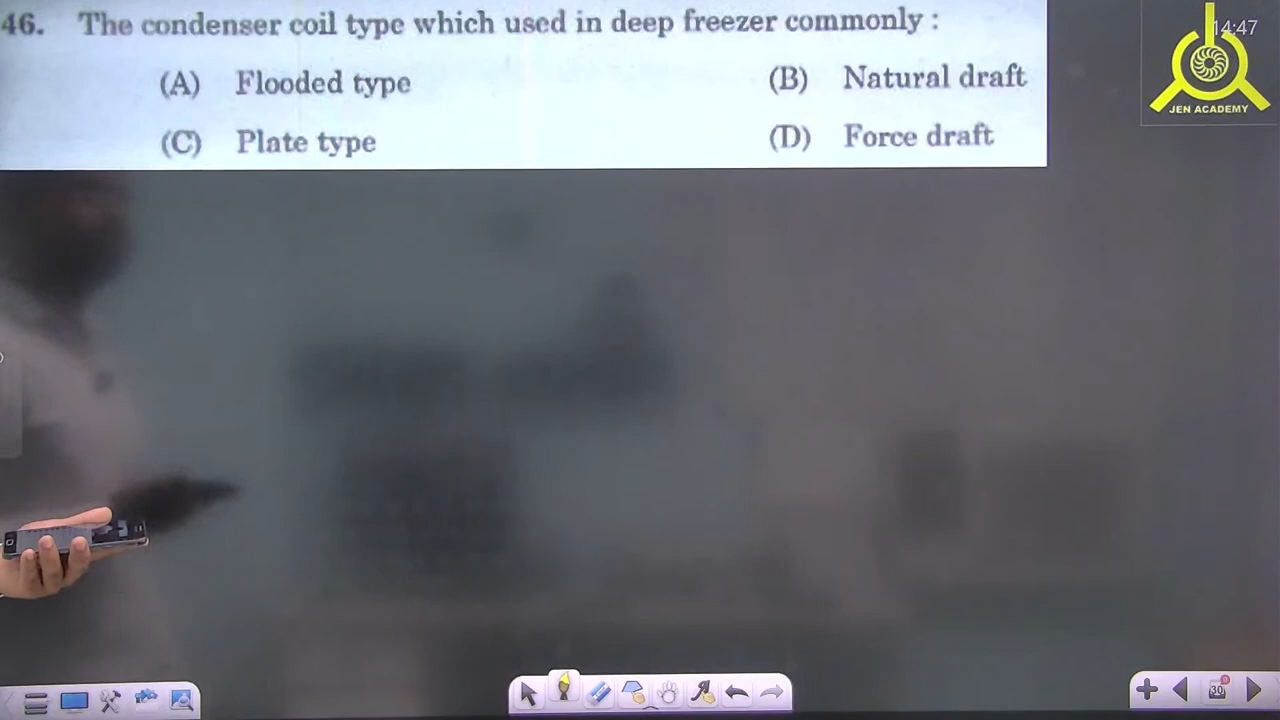 46. The condenser coil type which used in deep freezer commonly :
(A) Flooded type
(B) Natural draft
(C) Plate type
(D) Force draft
14:47
JEN ACADEMY
30